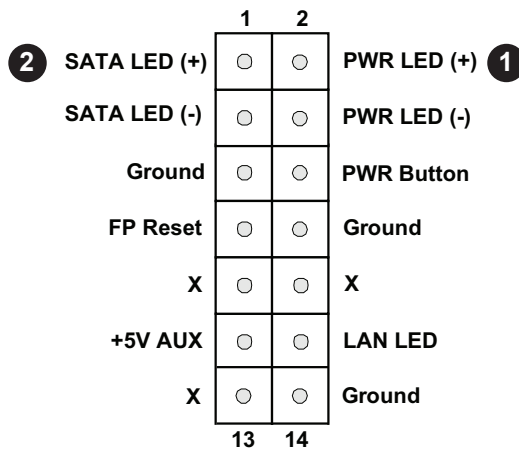 1 2
2 SATA LED (+) PWR LED (+) 1
SATA LED (-) PWR LED (-)
Ground PWR Button
FP Reset Ground
X X
+5V AUX LAN LED
X Ground
13 14